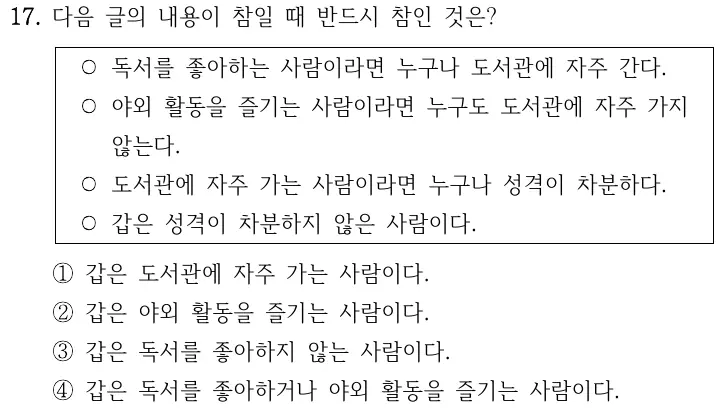 17. 다음 글의 내용이 참일 때 반드시 참인 것은?
○ 독서를 좋아하는 사람이라면 누구나 도서관에 자주 간다.
○ 야외 활동을 즐기는 사람이라면 누구도 도서관에 자주 가지
않는다.
○ 도서관에 자주 가는 사람이라면 누구나 성격이 차분하다.
○ 갑은 성격이 차분하지 않은 사람이다.
① 갑은 도서관에 자주 가는 사람이다.
② 갑은 야외 활동을 즐기는 사람이다.
③ 갑은 독서를 좋아하지 않는 사람이다.
④ 갑은 독서를 좋아하거나 야외 활동을 즐기는 사람이다.